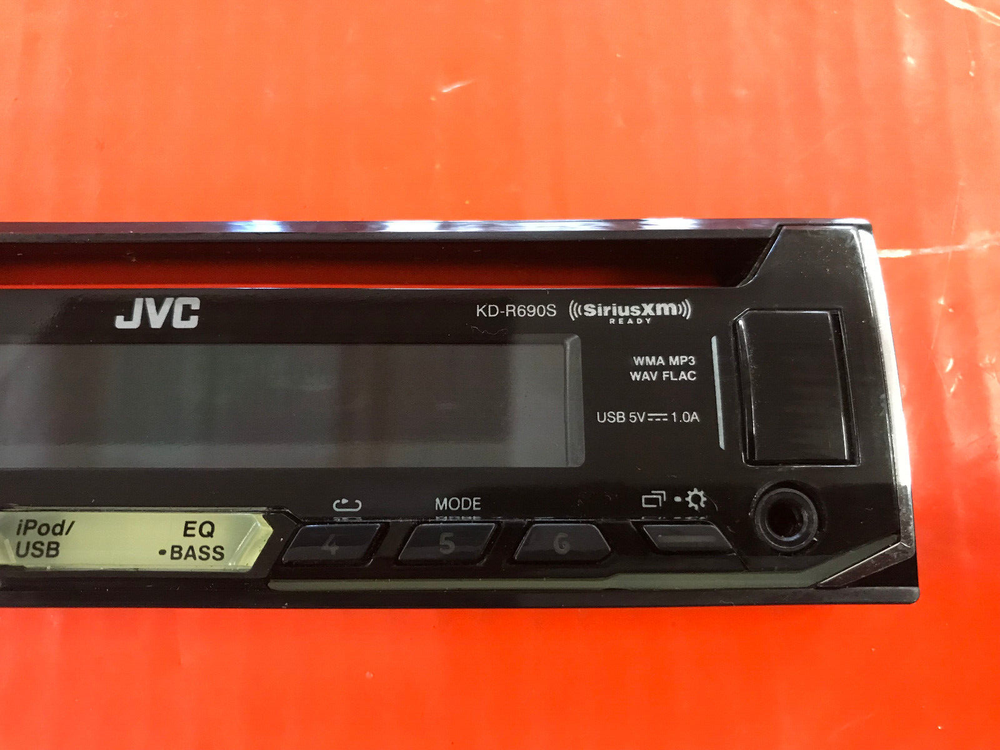 JVC
KD-R690S
((SiriusXM))
READY
WMA MP3
WAV FLAC
USB 5V 1.0A
MODE
iPod/
USB
EQ
•BASS
4
5
6